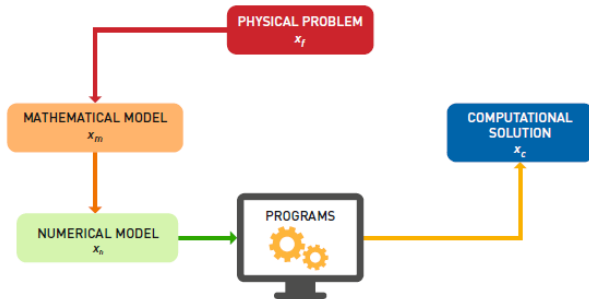 PHYSICAL PROBLEM
x_f
MATHEMATICAL MODEL
x_m
NUMERICAL MODEL
x_n
PROGRAMS
COMPUTATIONAL
SOLUTION
x_c